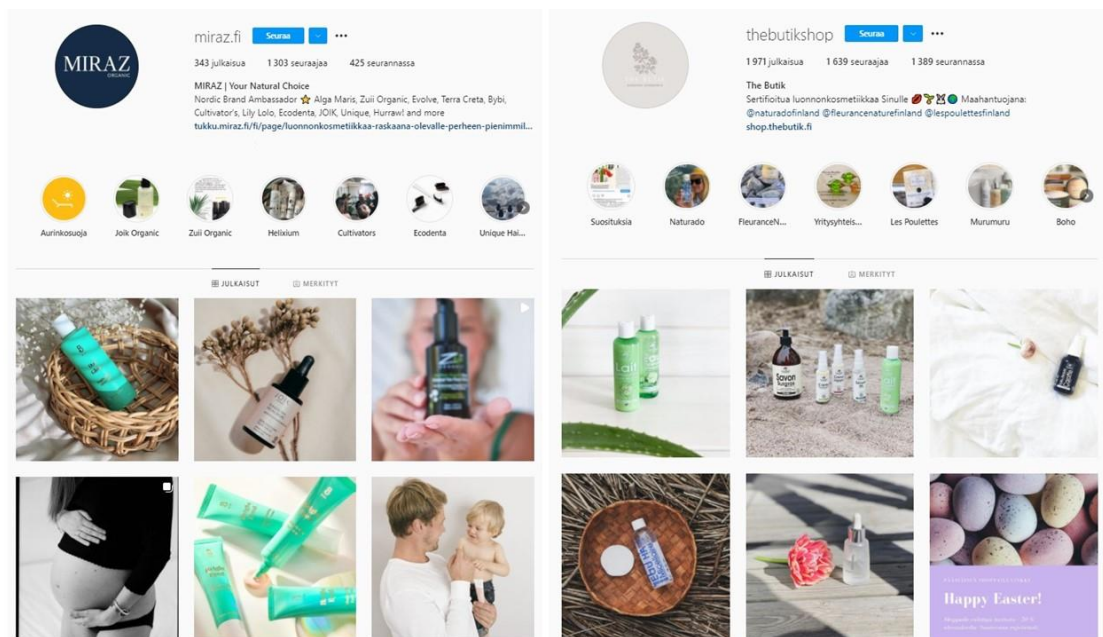 MIRAZ
ORGANIC
miraz.fi
Seuraa
343 julkaisua 1 303 seuraajaa 425 seurannassa
MIRAZ | Your Natural Choice
Nordic Brand Ambassador ⭐ Alga Maris, Zuii Organic, Evolve, Terra Creta, Bybi,
Cultivator's, Lily Lolo, Ecodenta, JOIK, Unique, Hurraw! and more
tukku.miraz.fi/fi/page/luonnonkosmetiikkaa-raskaana-olevalle-perheen-pienimmil...
Aurinkosuoja
Joik Organic
Zuii Organic
Helixium
Cultivators
Ecodenta
Unique Hai...
JULKAISUT
MERKITYT
thebutikshop
Seuraa
1 971 julkaisua 1 639 seuraajaa 1 389 seurannassa
The Butik
Sertifioitua luonnonkosmetiikkaa Sinulle Maahantuojana:
@naturadofinland @fleurancenaturefinland @lespoulettesfinland
shop.thebutik.fi
Suosituksia
Naturado
FleuranceN...
Yritysyhteis...
Les Poulettes
Murumuru
Boho
JULKAISUT
MERKITYT
Lait
Savon
Happy Easter!